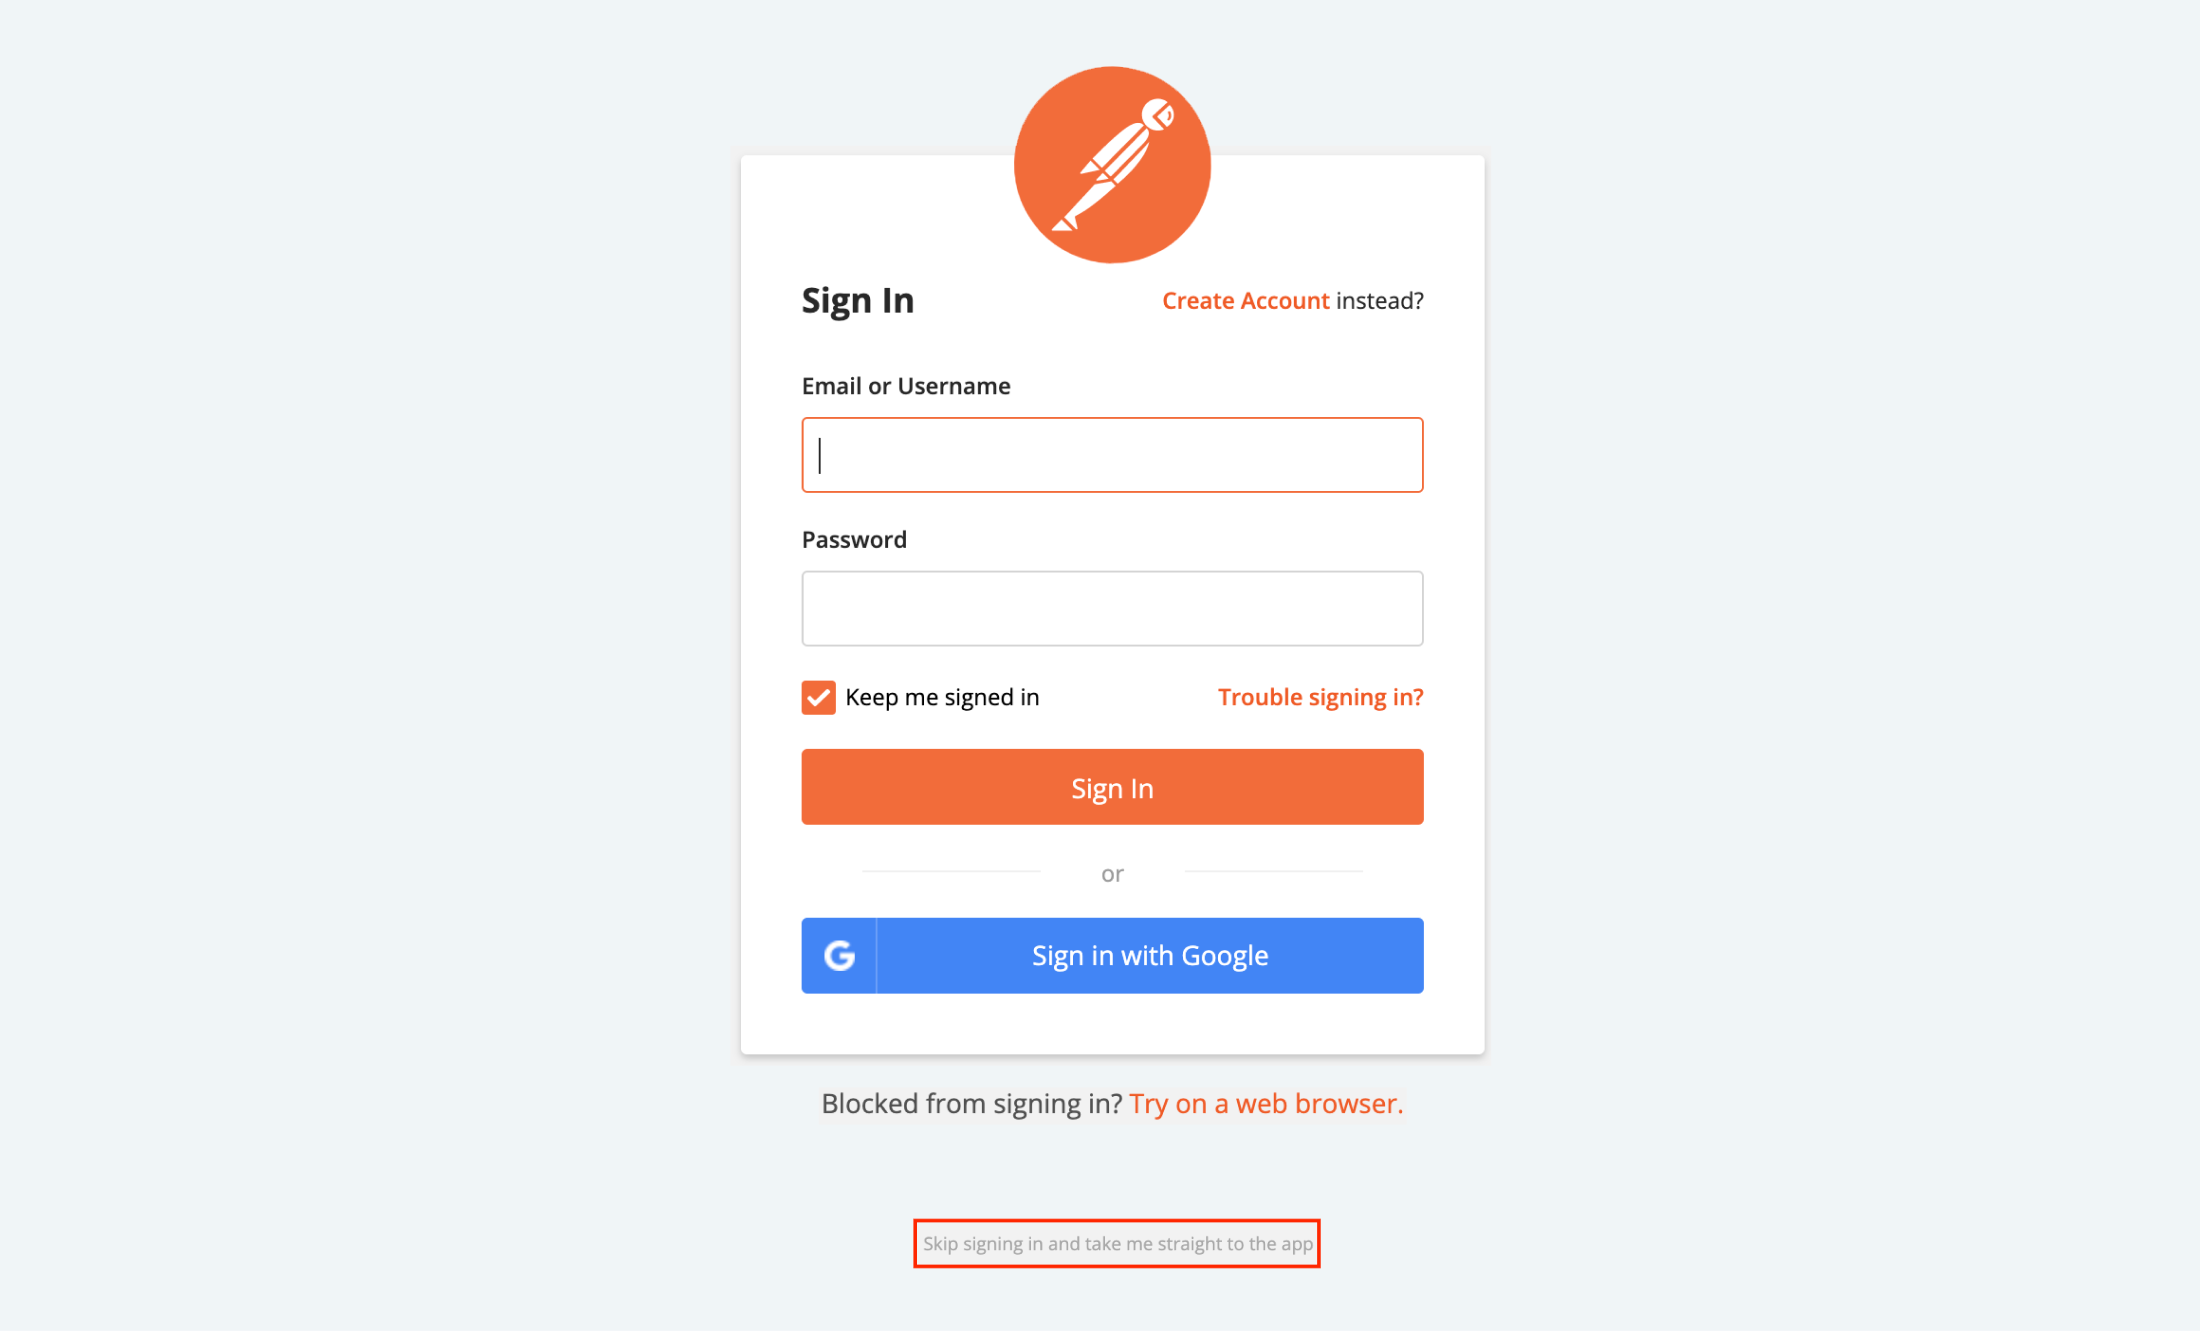 Sign In
Create Account instead?
Email or Username
Password
Keep me signed in
Trouble signing in?
Sign In
or
G
Sign in with Google
Blocked from signing in? Try on a web browser.
Skip signing in and take me straight to the app